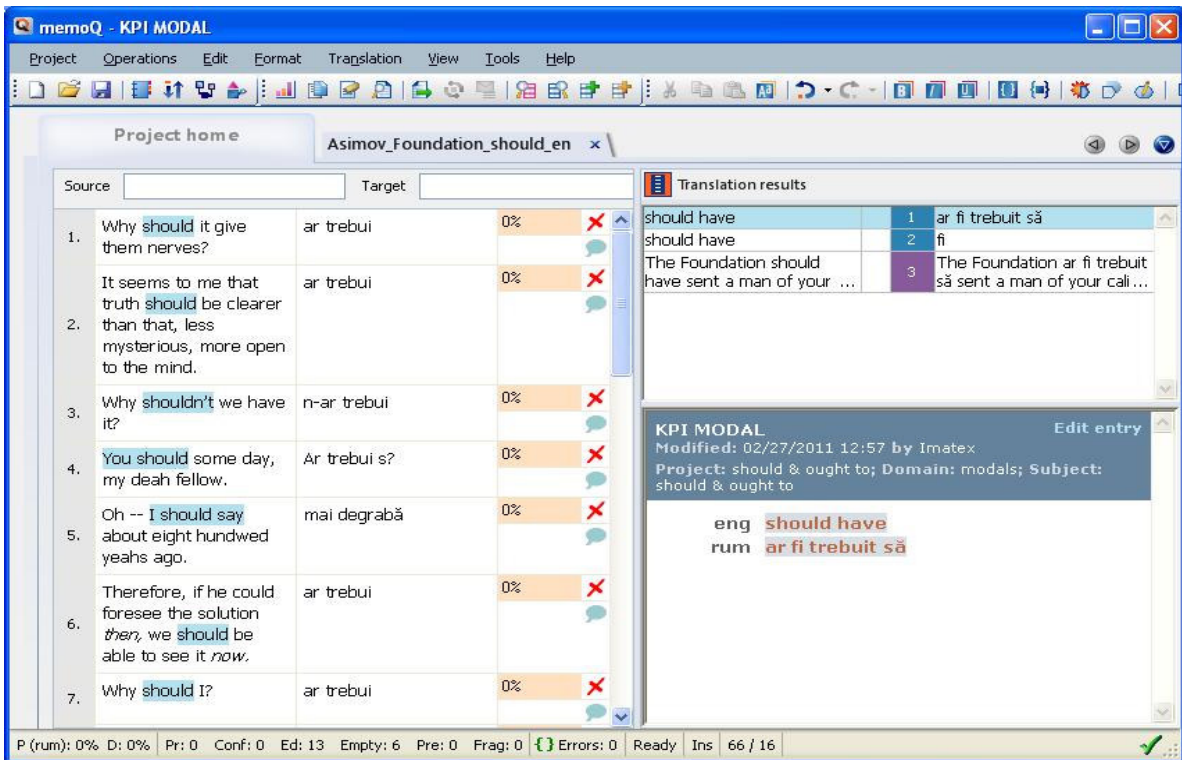 memoQ - KPI MODAL
Project Operations Edit Format Translation View Tools Help
Project home
Asimov_Foundation_should_en x
Source Target
1. Why should it give ar trebui 0%
them nerves?
2. It seems to me that ar trebui 0%
truth should be clearer
than that, less
mysterious, more open
to the mind.
3. Why shouldn't we have n-ar trebui 0%
it?
4. You should some day, Ar trebui s? 0%
my deah fellow.
5. Oh -- I should say mai degrabă 0%
about eight hundwed
yeahs ago.
6. Therefore, if he could ar trebui 0%
foresee the solution
then, we should be
able to see it now.
7. Why should I? ar trebui 0%
Translation results
should have 1 ar fi trebuit să
should have 2 fi
The Foundation should 3 The Foundation ar fi trebuit
have sent a man of your ... să sent a man of your cali...
KPI MODAL Edit entry
Modified: 02/27/2011 12:57 by Imatex
Project: should & ought to; Domain: modals; Subject:
should & ought to
eng should have
rum ar fi trebuit să
P (rum): 0% D: 0% Pr: 0 Conf: 0 Ed: 13 Empty: 6 Pre: 0 Frag: 0 {} Errors: 0 Ready Ins 66 / 16